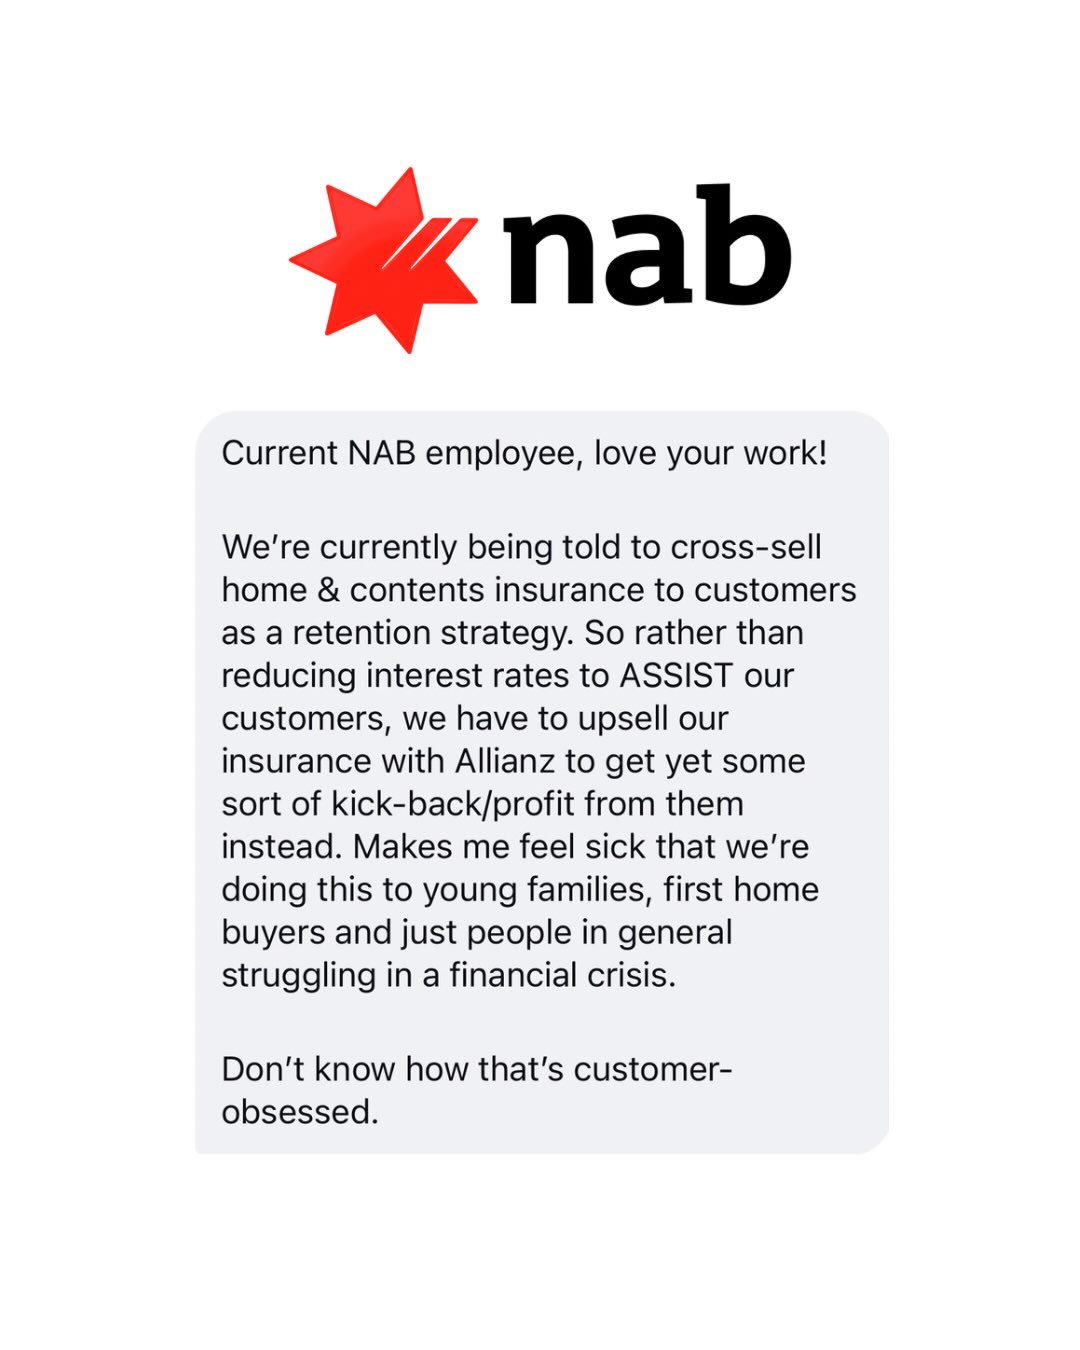 nab
Current NAB employee, love your work!
We’re currently being told to cross-sell
home & contents insurance to customers
as a retention strategy. So rather than
reducing interest rates to ASSIST our
customers, we have to upsell our
insurance with Allianz to get yet some
sort of kick-back/profit from them
instead. Makes me feel sick that we’re
doing this to young families, first home
buyers and just people in general
struggling in a financial crisis.
Don’t know how that’s customer-
obsessed.